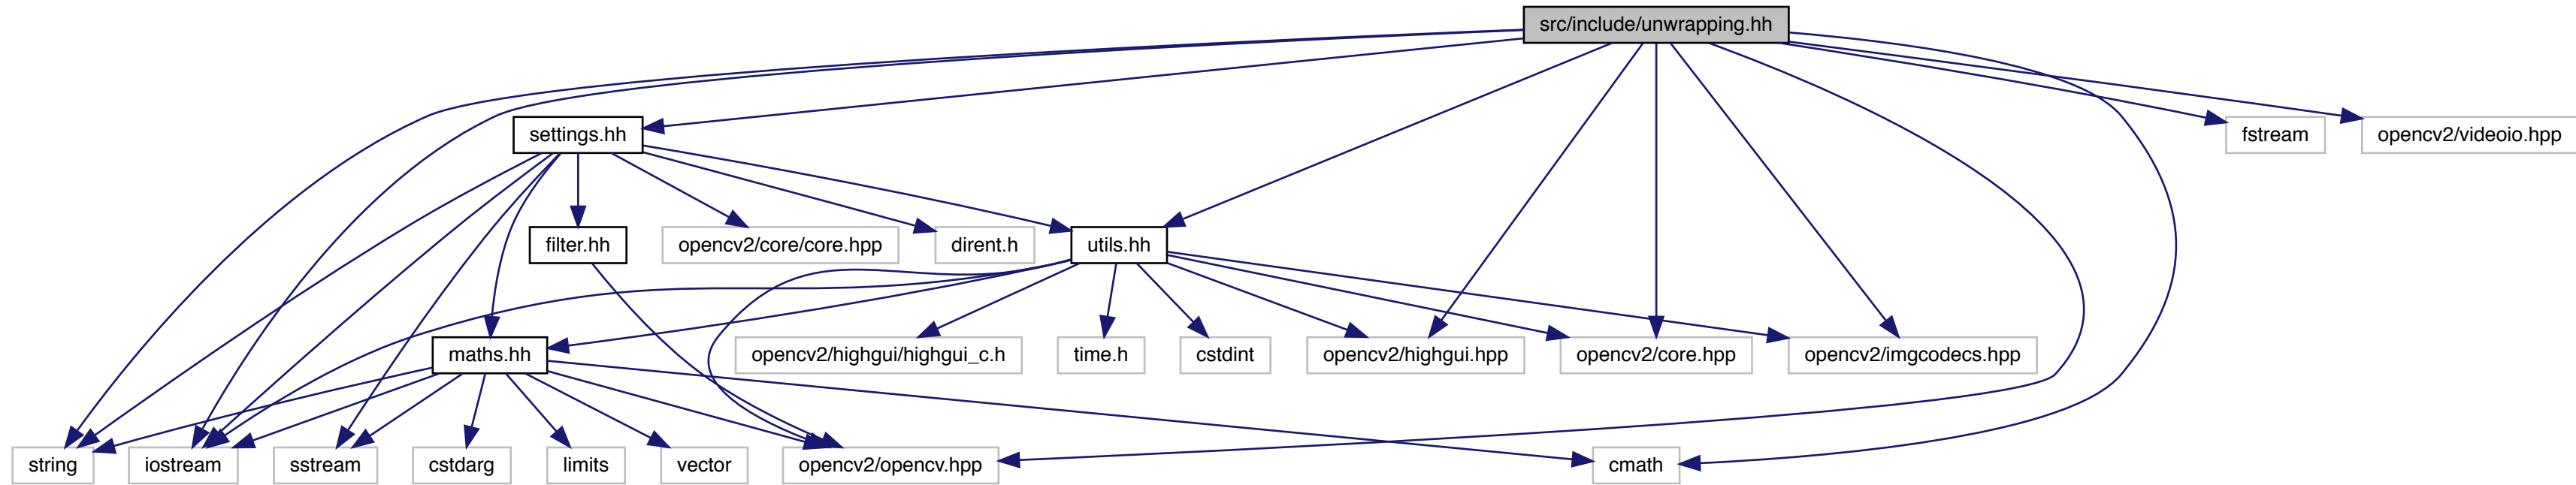 src/include/unwrapping.hh
settings.hh
fstream
opencv2/videoio.hpp
filter.hh
opencv2/core/core.hpp
dirent.h
utils.hh
maths.hh
opencv2/highgui/highgui_c.h
time.h
cstdint
opencv2/highgui.hpp
opencv2/core.hpp
opencv2/imgcodecs.hpp
string
iostream
sstream
cstdarg
limits
vector
opencv2/opencv.hpp
cmath